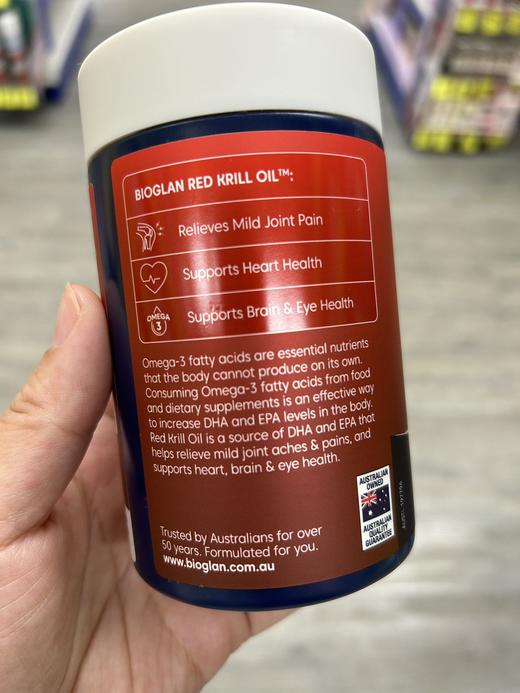 BIOGLAN RED KRILL OIL™:
Relieves Mild Joint Pain
Supports Heart Health
OMEGA
3
Supports Brain & Eye Health
Omega-3 fatty acids are essential nutrients
that the body cannot produce on its own.
Consuming Omega-3 fatty acids from food
and dietary supplements is an effective way
to increase DHA and EPA levels in the body.
Red Krill Oil is a source of DHA and EPA that
helps relieve mild joint aches & pains, and
supports heart, brain & eye health.
AUSTRALIAN
OWNED
AUSTRALIAN
QUALITY
GUARANTEE
Trusted by Australians for over
50 years. Formulated for you.
www.bioglan.com.au